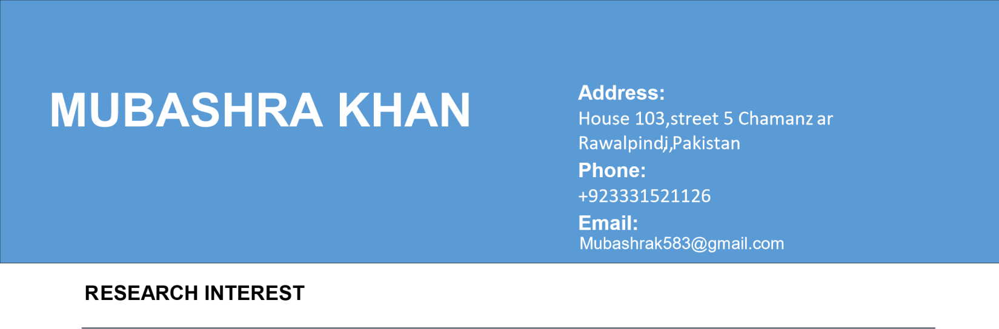 MUBASHRA KHAN
Address:
House 103,street 5 Chamanz ar
Rawalpindi,,Pakistan
Phone:
+923331521126
Email:
Mubashrak583@gmail.com
RESEARCH INTEREST